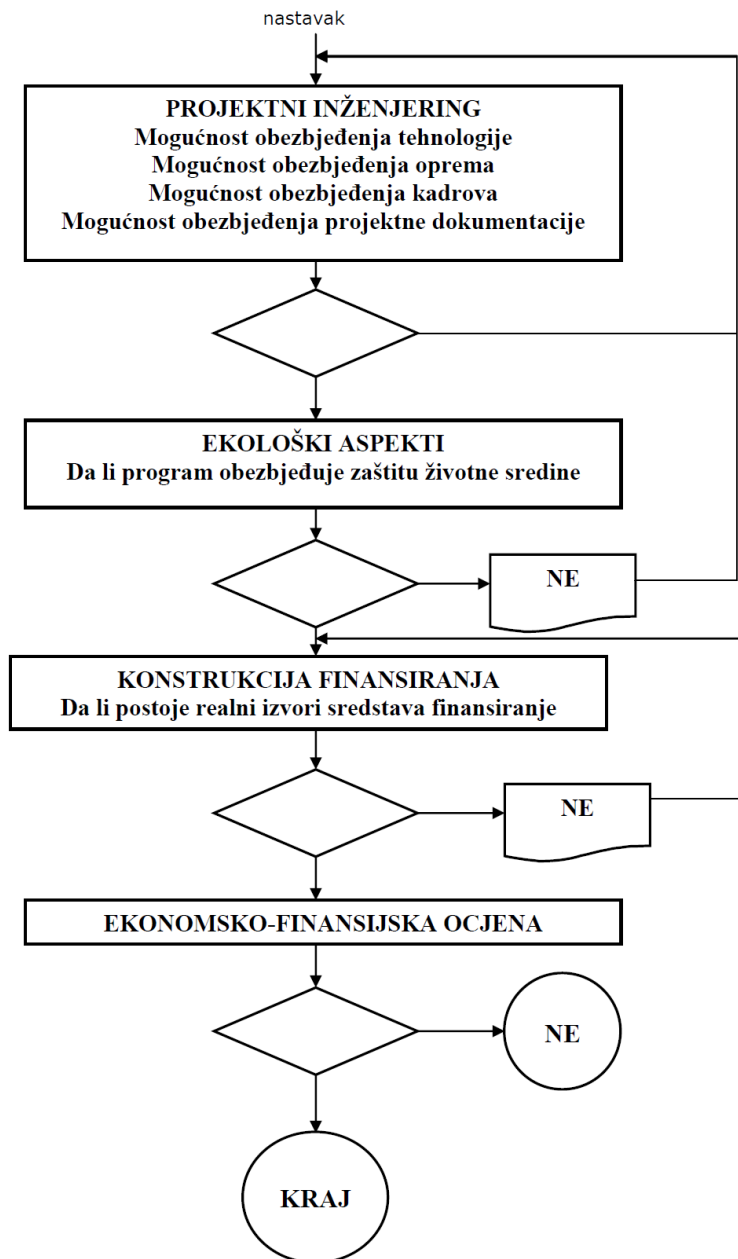 nastavak
PROJEKTNI INŽENJERING
Mogućnost obezbjeđenja tehnologije
Mogućnost obezbjeđenja oprema
Mogućnost obezbjeđenja kadrova
Mogućnost obezbjeđenja projektne dokumentacije
EKOLOŠKI ASPEKTI
Da li program obezbjeđuje zaštitu životne sredine
NE
KONSTRUKCIJA FINANSIRANJA
Da li postoje realni izvori sredstava finansiranje
NE
EKONOMSKO-FINANSIJSKA OCJENA
NE
KRAJ